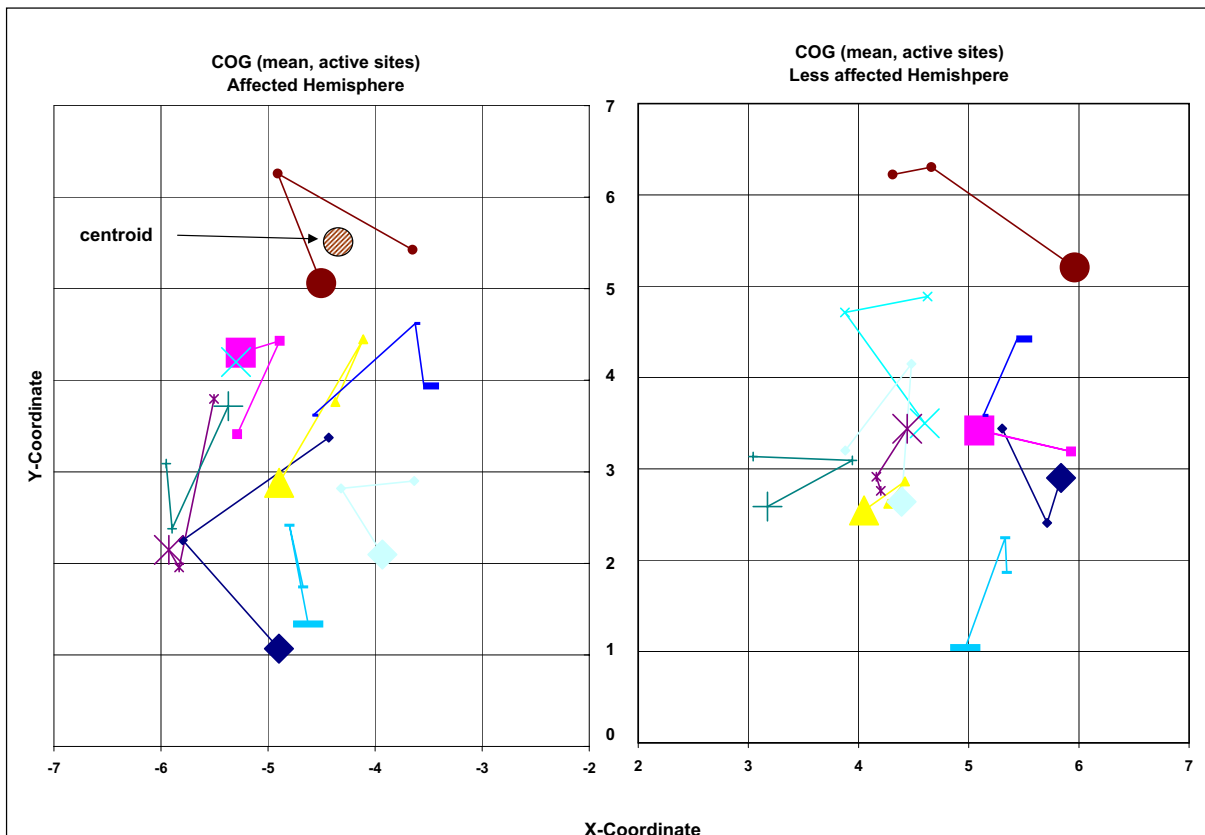 COG (mean, active sites)
Affected Hemisphere
COG (mean, active sites)
Less affected Hemishpere
centroid
Y-Coordinate
7
6
5
4
3
2
1
0
-7 -6 -5 -4 -3 -2
2 3 4 5 6 7
X-Coordinate